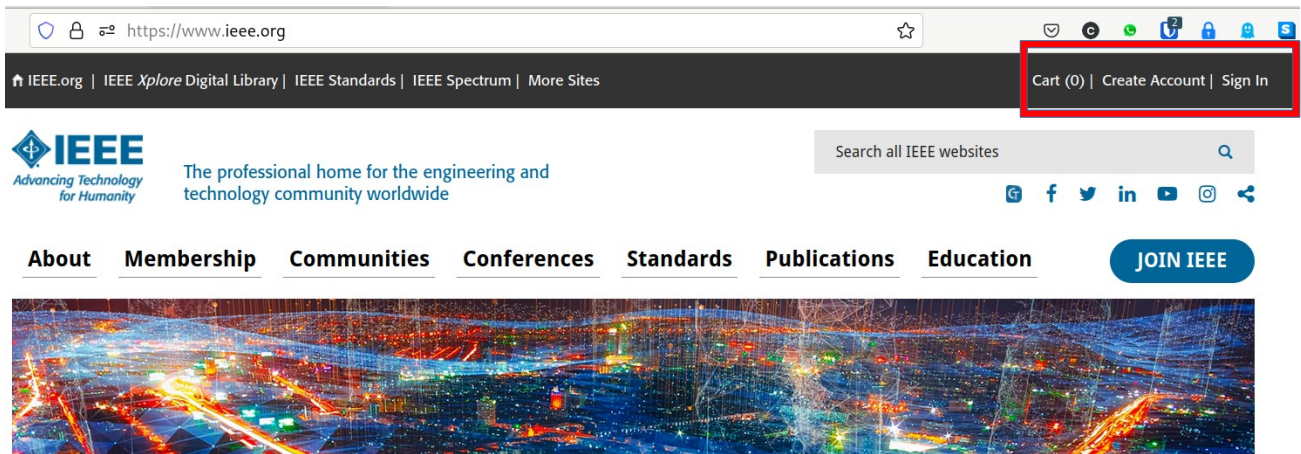 https://www.ieee.org
2
C
S
IEEE.org | IEEE Xplore Digital Library | IEEE Standards | IEEE Spectrum | More Sites
Cart (0) | Create Account | Sign In
IEEE
Advancing Technology
for Humanity
The professional home for the engineering and
technology community worldwide
Search all IEEE websites
f in
About Membership Communities Conferences Standards Publications Education
JOIN IEEE